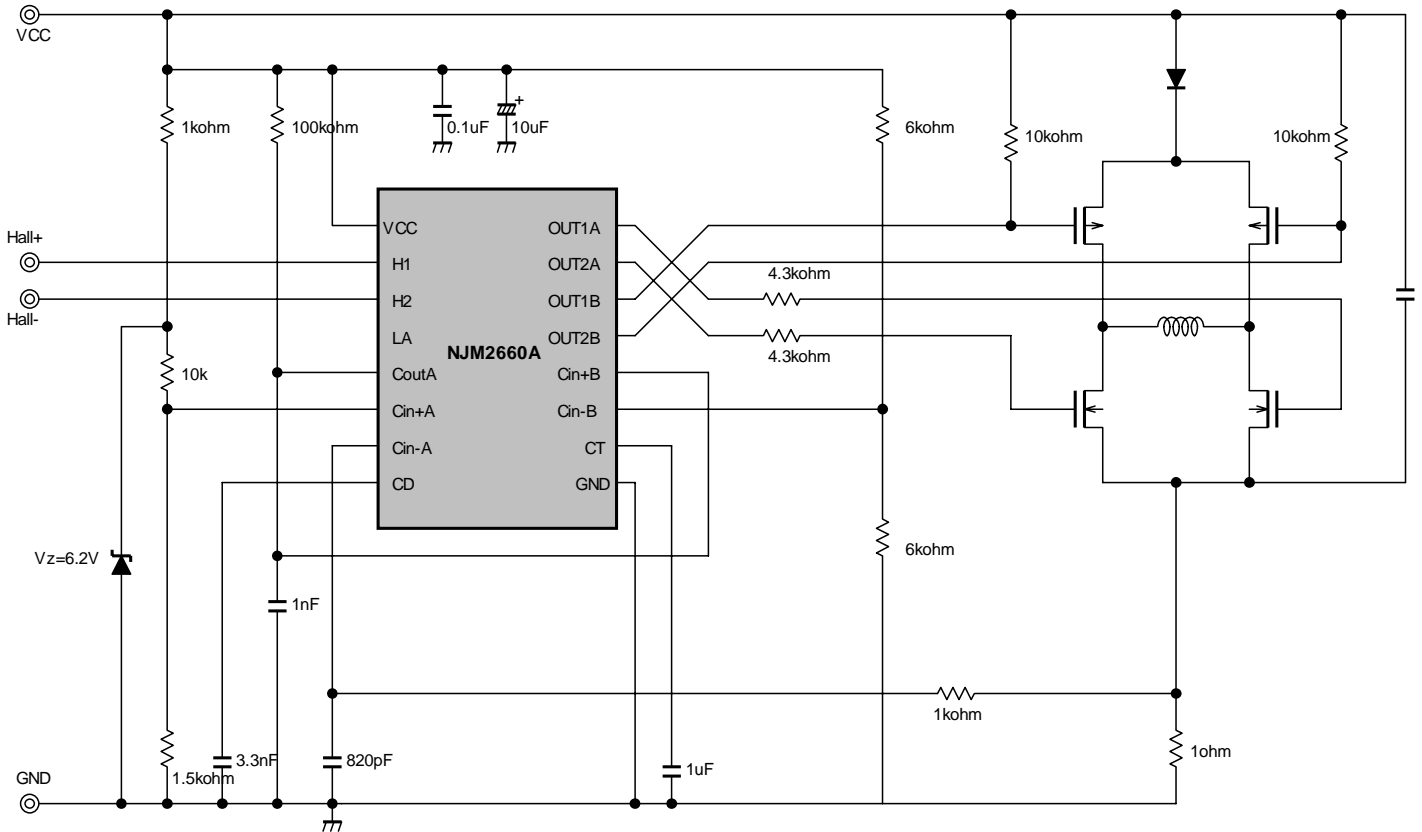 VCC
1kohm
100kohm
0.1uF
+
10uF
6kohm
10kohm
10kohm
Hall+
Hall-
VCC
H1
H2
LA
CoutA
Cin+A
Cin-A
CD
NJM2660A
OUT1A
OUT2A
OUT1B
OUT2B
Cin+B
Cin-B
CT
GND
4.3kohm
4.3kohm
10k
Vz=6.2V
6kohm
1nF
1kohm
1ohm
3.3nF
820pF
1uF
1.5kohm
GND